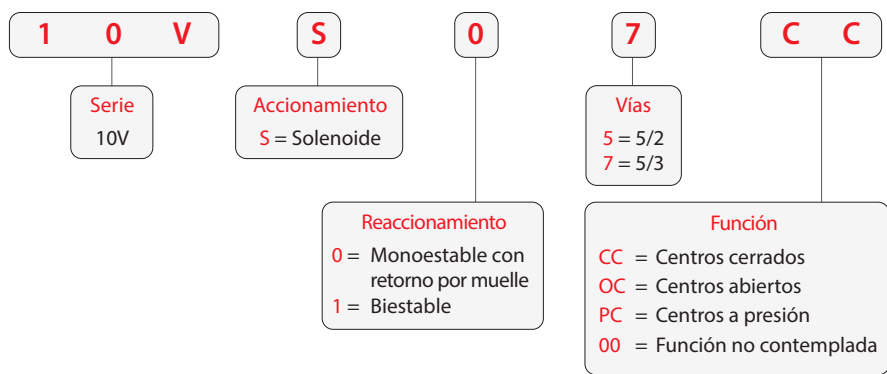 1 0 V S 0 7 C C
Serie
10V
Accionamiento
S = Solenoide
Vías
5 = 5/2
7 = 5/3
Reaccionamiento
0 = Monoestable con
retorno por muelle
1 = Biestable
Función
CC = Centros cerrados
OC = Centros abiertos
PC = Centros a presión
00 = Función no contemplada